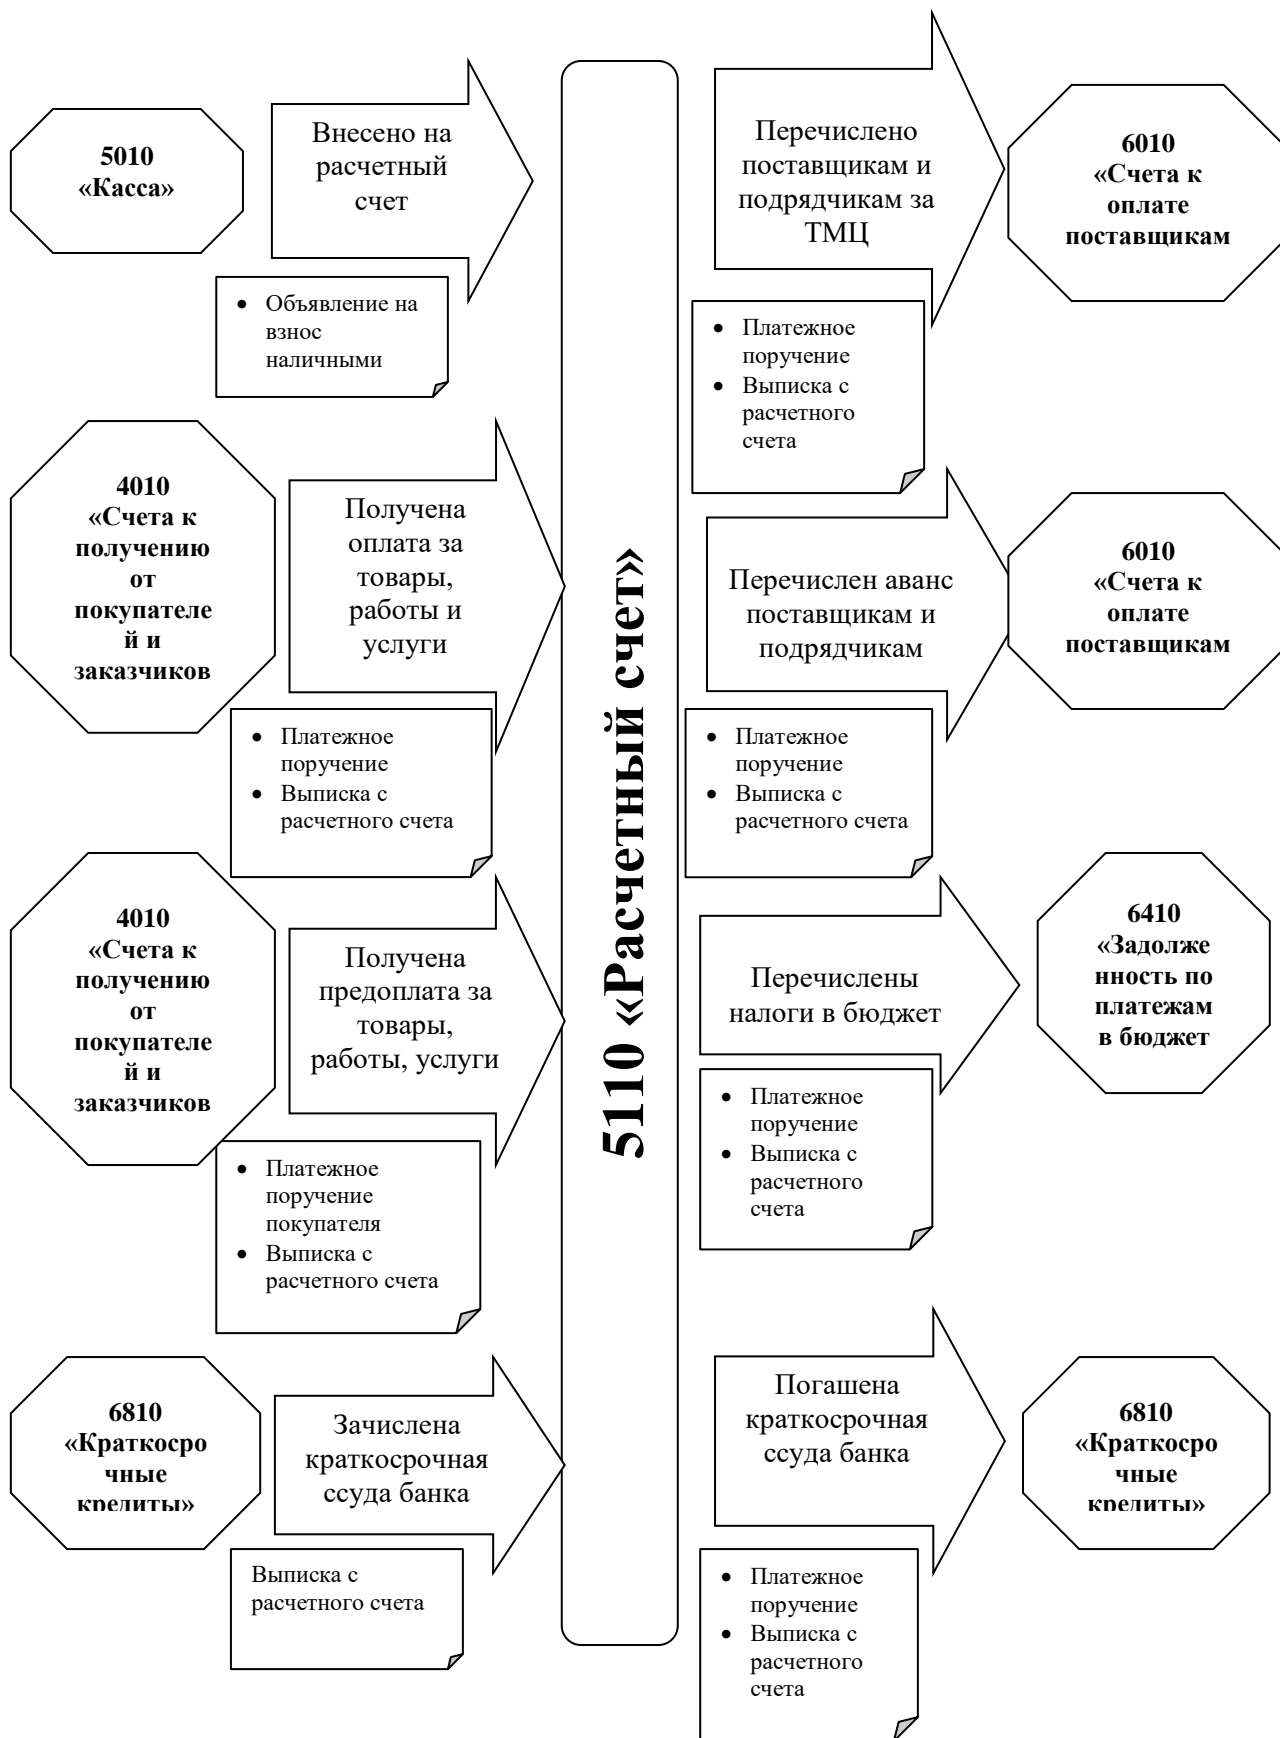 5010
«Касса»
Внесено на
расчетный
счет
• Объявление на
взнос
наличными
4010
«Счета к
получению
от
покупателе
й и
заказчиков
Получена
оплата за
товары,
работы и
услуги
• Платежное
поручение
• Выписка с
расчетного счета
4010
«Счета к
получению
от
покупателе
й и
заказчиков
Получена
предоплата за
товары,
работы, услуги
• Платежное
поручение
покупателя
• Выписка с
расчетного счета
6810
«Краткосро
чные
кредиты»
Зачислена
краткосрочная
ссуда банка
Выписка с
расчетного счета
5110 «Расчетный счет»
Перечислено
поставщикам и
подрядчикам за
ТМЦ
6010
«Счета к
оплате
поставщикам
• Платежное
поручение
• Выписка с
расчетного
счета
Перечислен аванс
поставщикам и
подрядчикам
6010
«Счета к
оплате
поставщикам
• Платежное
поручение
• Выписка с
расчетного счета
Перечислены
налоги в бюджет
6410
«Задолже
нность по
платежам
в бюджет
• Платежное
поручение
• Выписка с
расчетного
счета
Погашена
краткосрочная
ссуда банка
6810
«Краткосро
чные
кредиты»
• Платежное
поручение
• Выписка с
расчетного
счета